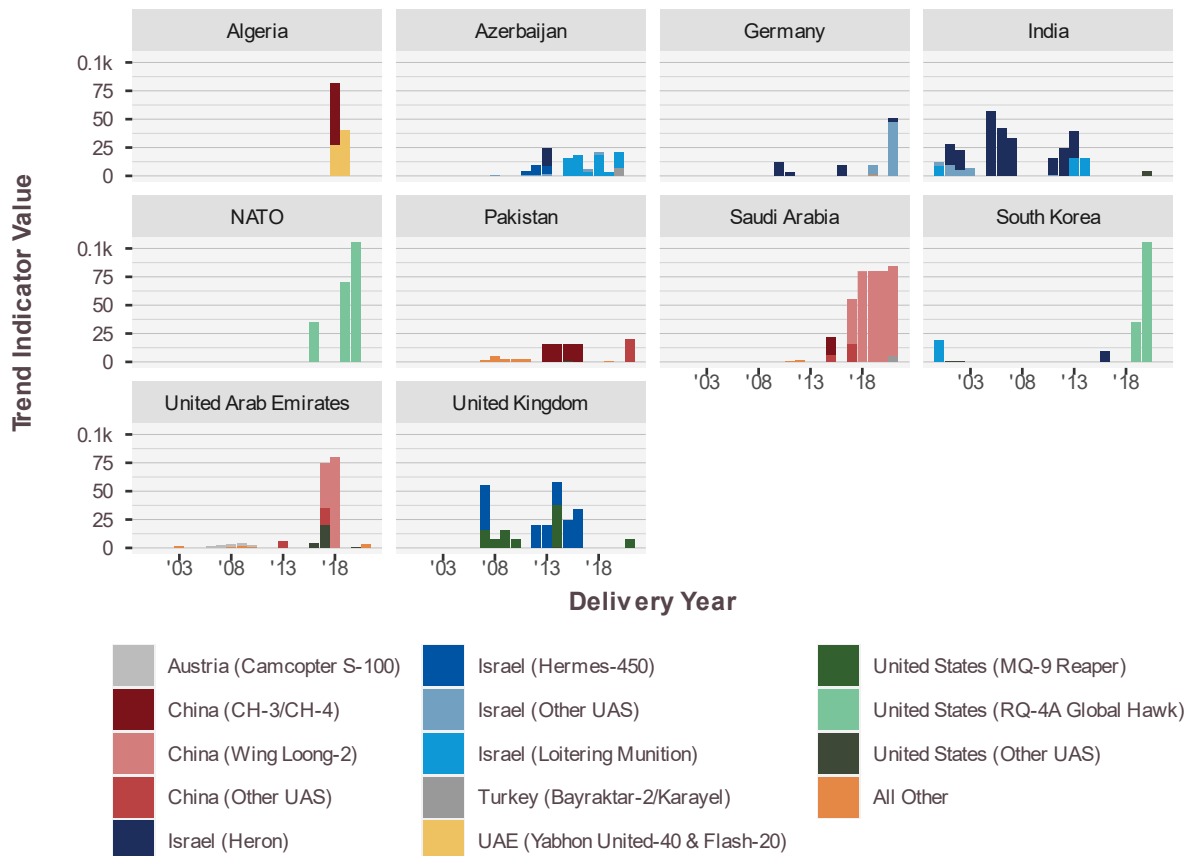 Algeria
Azerbaijan
Germany
India
0.1k
75
50
25
0
NATO
Pakistan
Saudi Arabia
South Korea
0.1k
75
50
25
0
'03 '08 '13 '18
'03 '08 '13 '18
United Arab Emirates
United Kingdom
0.1k
75
50
25
0
'03 '08 '13 '18
'03 '08 '13 '18
Trend Indicator Value
Delivery Year
Austria (Camcopter S-100)
China (CH-3/CH-4)
China (Wing Loong-2)
China (Other UAS)
Israel (Heron)
Israel (Hermes-450)
Israel (Other UAS)
Israel (Loitering Munition)
Turkey (Bayraktar-2/Karayel)
UAE (Yabhon United-40 & Flash-20)
United States (MQ-9 Reaper)
United States (RQ-4A Global Hawk)
United States (Other UAS)
All Other